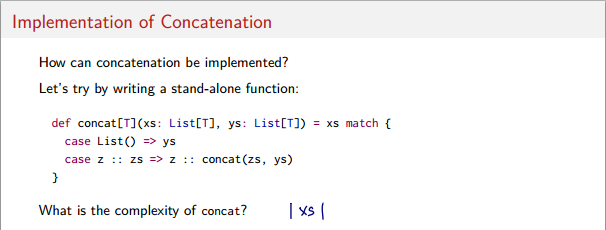 Implementation of Concatenation
How can concatenation be implemented?
Let's try by writing a stand-alone function:
def concat[T](xs: List[T], ys: List[T]) = xs match {
case List() => ys
case z :: zs => z :: concat(zs, ys)
}
What is the complexity of concat? |xs|